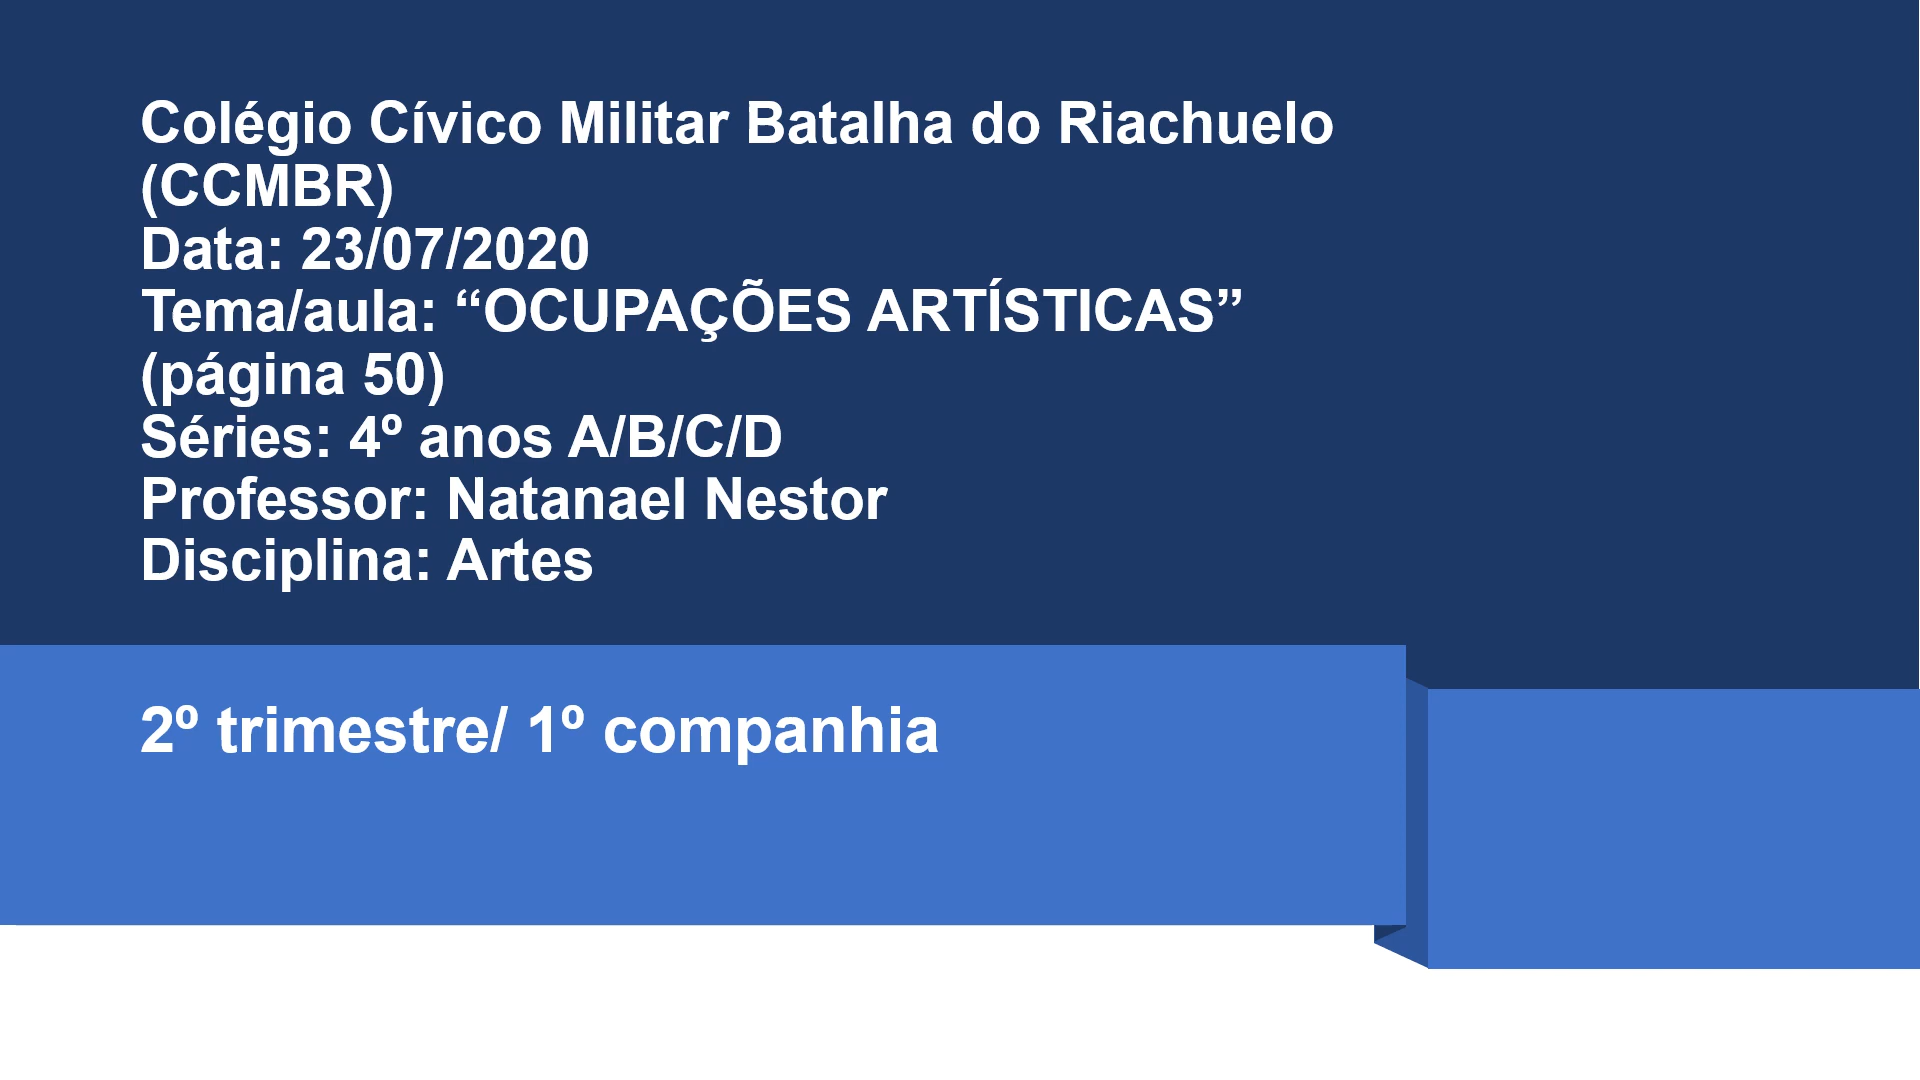 Colégio Cívico Militar Batalha do Riachuelo
(CCMBR)
Data: 23/07/2020
Tema/aula: “OCUPAÇÕES ARTÍSTICAS”
(página 50)
Séries: 4º anos A/B/C/D
Professor: Natanael Nestor
Disciplina: Artes
2º trimestre/ 1º companhia